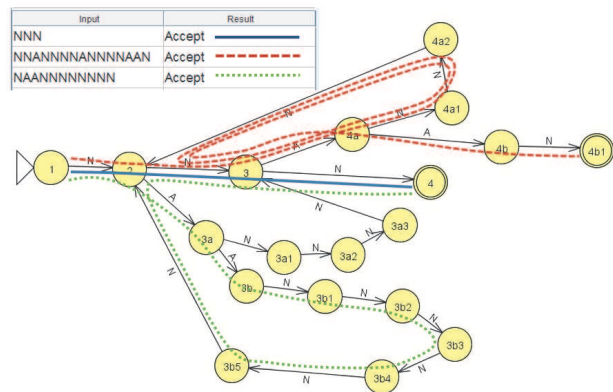 Input Result
NNN Accept
NNANNNNANNNNAAN Accept
NAANNNNNNNN Accept
4a2
N
4a1
N
N
4a
A
4b
N
4b1
A
1
N
2
N
3
N
4
A
N
3a3
3a
N
3a1
N
3a2
N
A
3b
N
3b1
N
3b2
N
3b3
N
N
3b5
N
3b4